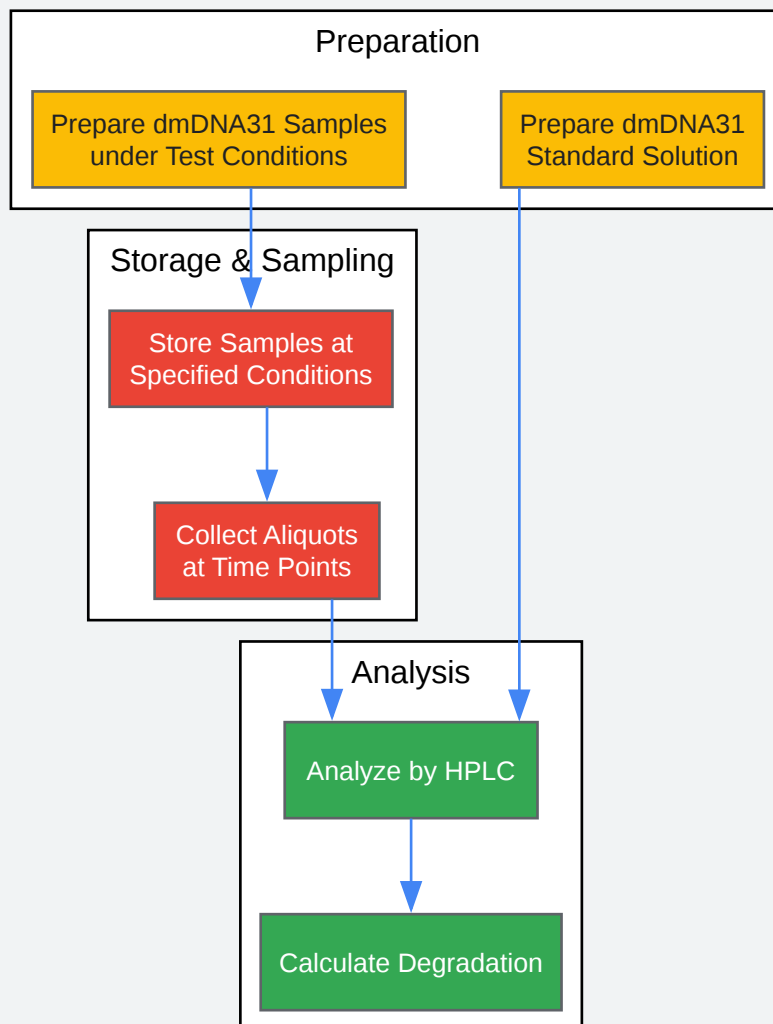 Preparation
Prepare dmDNA31 Samples
under Test Conditions
Prepare dmDNA31
Standard Solution
Storage & Sampling
Store Samples at
Specified Conditions
Collect Aliquots
at Time Points
Analysis
Analyze by HPLC
Calculate Degradation